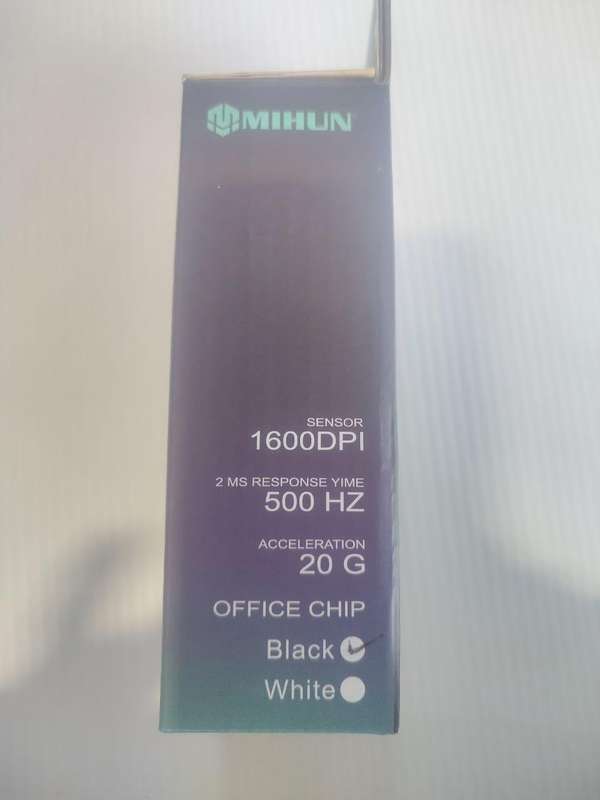 MIHUN
SENSOR
1600DPI
2 MS RESPONSE YIME
500 HZ
ACCELERATION
20 G
OFFICE CHIP
Black
White